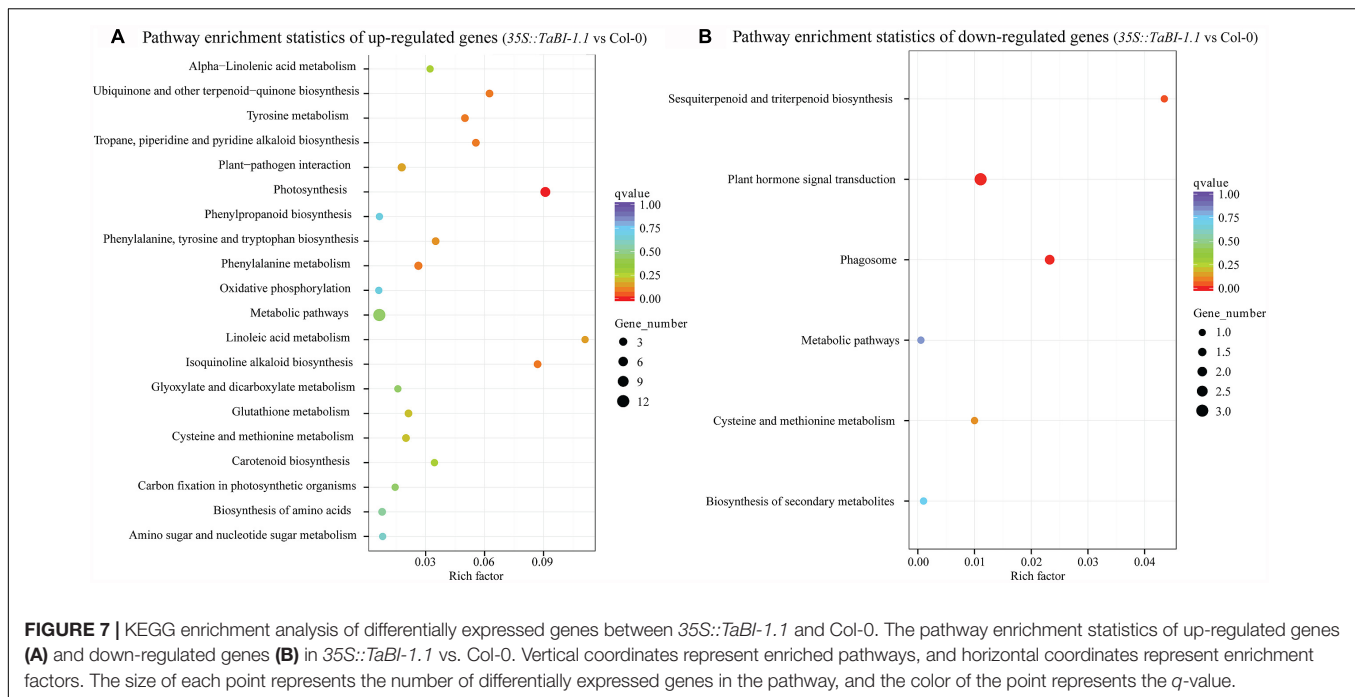 A Pathway enrichment statistics of up-regulated genes (35S::TaBI-1.1 vs Col-0)
Alpha−Linolenic acid metabolism
Ubiquinone and other terpenoid−quinone biosynthesis
Tyrosine metabolism
Tropane, piperidine and pyridine alkaloid biosynthesis
Plant−pathogen interaction
Photosynthesis
Phenylpropanoid biosynthesis
Phenylalanine, tyrosine and tryptophan biosynthesis
Phenylalanine metabolism
Oxidative phosphorylation
Metabolic pathways
Linoleic acid metabolism
Isoquinoline alkaloid biosynthesis
Glyoxylate and dicarboxylate metabolism
Glutathione metabolism
Cysteine and methionine metabolism
Carotenoid biosynthesis
Carbon fixation in photosynthetic organisms
Biosynthesis of amino acids
Amino sugar and nucleotide sugar metabolism
0.03 0.06 0.09
Rich factor
qvalue
1.00
0.75
0.50
0.25
0.00
Gene_number
3
6
9
12
B Pathway enrichment statistics of down-regulated genes (35S::TaBI-1.1 vs Col-0)
Sesquiterpenoid and triterpenoid biosynthesis
Plant hormone signal transduction
Phagosome
Metabolic pathways
Cysteine and methionine metabolism
Biosynthesis of secondary metabolites
0.00 0.01 0.02 0.03 0.04
Rich factor
qvalue
1.00
0.75
0.50
0.25
0.00
Gene_number
1.0
1.5
2.0
2.5
3.0
FIGURE 7 | KEGG enrichment analysis of differentially expressed genes between 35S::TaBI-1.1 and Col-0. The pathway enrichment statistics of up-regulated genes
(A) and down-regulated genes (B) in 35S::TaBI-1.1 vs. Col-0. Vertical coordinates represent enriched pathways, and horizontal coordinates represent enrichment
factors. The size of each point represents the number of differentially expressed genes in the pathway, and the color of the point represents the q-value.